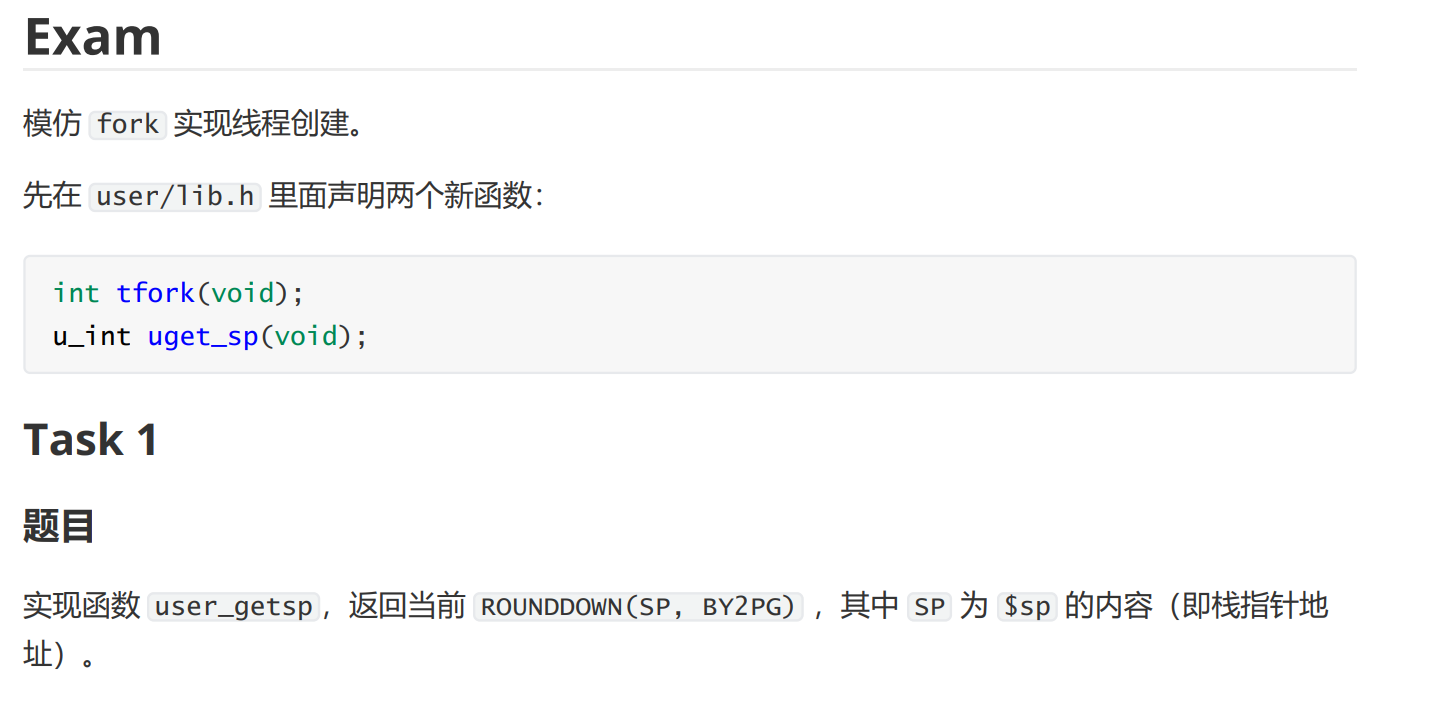 Exam
模仿 fork 实现线程创建。
先在 user/lib.h 里面声明两个新函数：
int tfork(void);
u_int uget_sp(void);
Task 1
题目
实现函数 user_getsp，返回当前 ROUNDDOWN(SP, BY2PG) ，其中 SP 为 $sp 的内容（即栈指针地
址）。